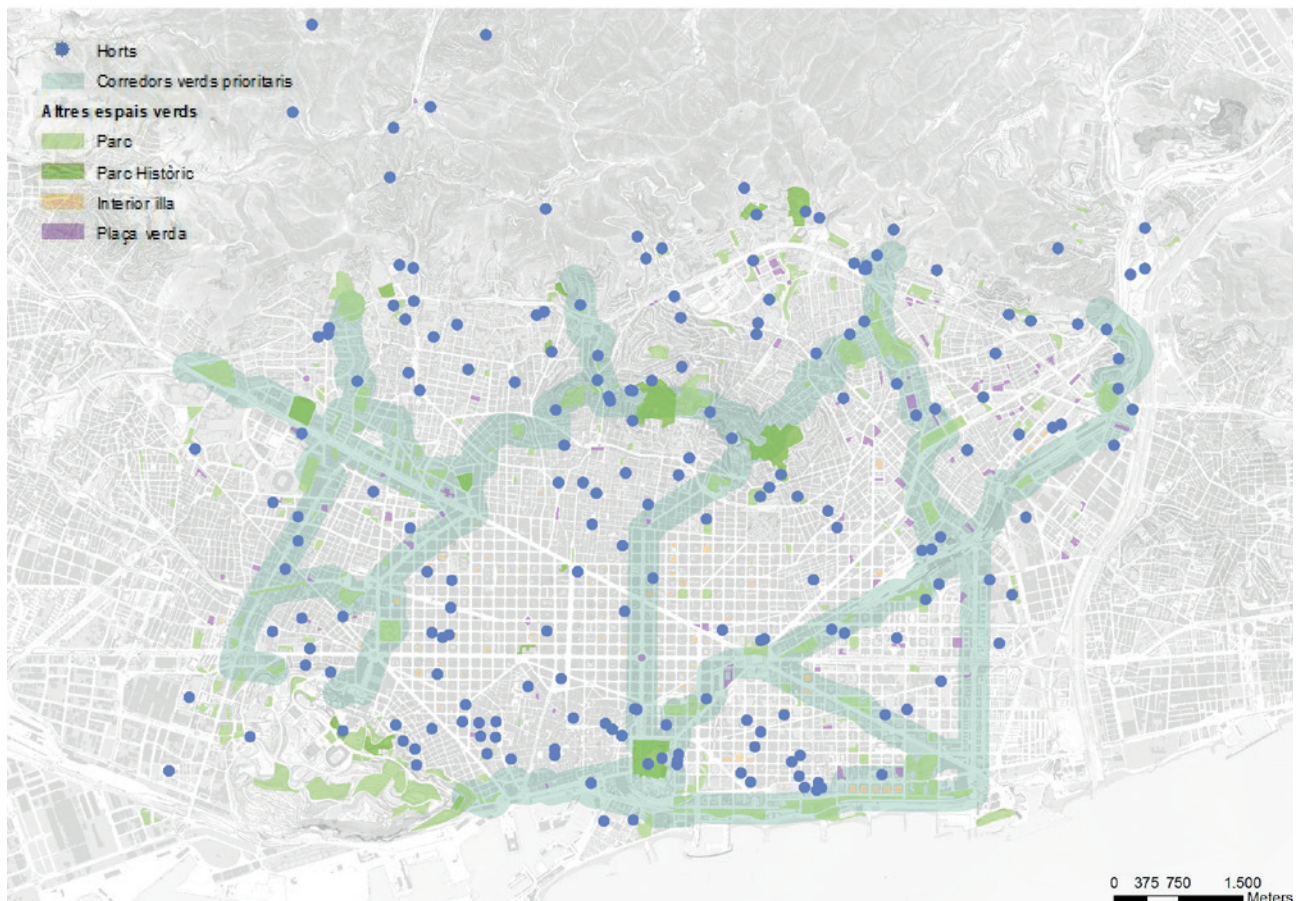 Horts
Corredors verds prioritaris
Altres espais verds
Parc
Parc Històric
Interior illa
Plaça verda
0 375 750 1.500
Meters